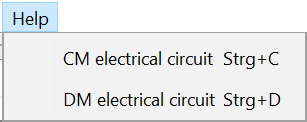 Help
CM electrical circuit Strg+C
DM electrical circuit Strg+D